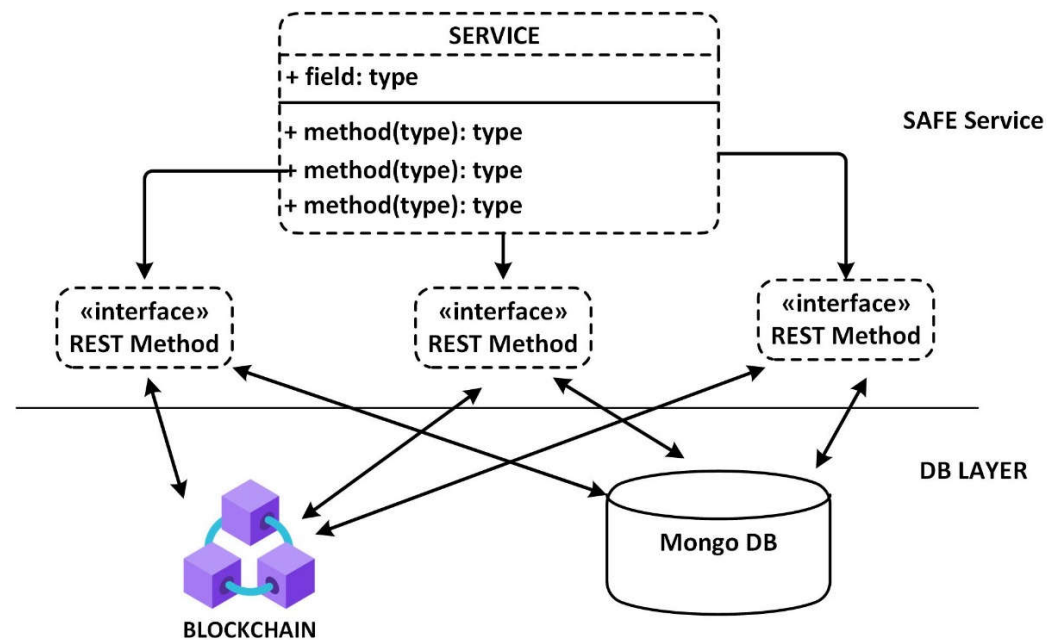 SERVICE
+ field: type
SAFE Service
+ method(type): type
+ method(type): type
+ method(type): type
«interface»
REST Method
«interface»
REST Method
«interface»
REST Method
DB LAYER
Mongo DB
BLOCKCHAIN